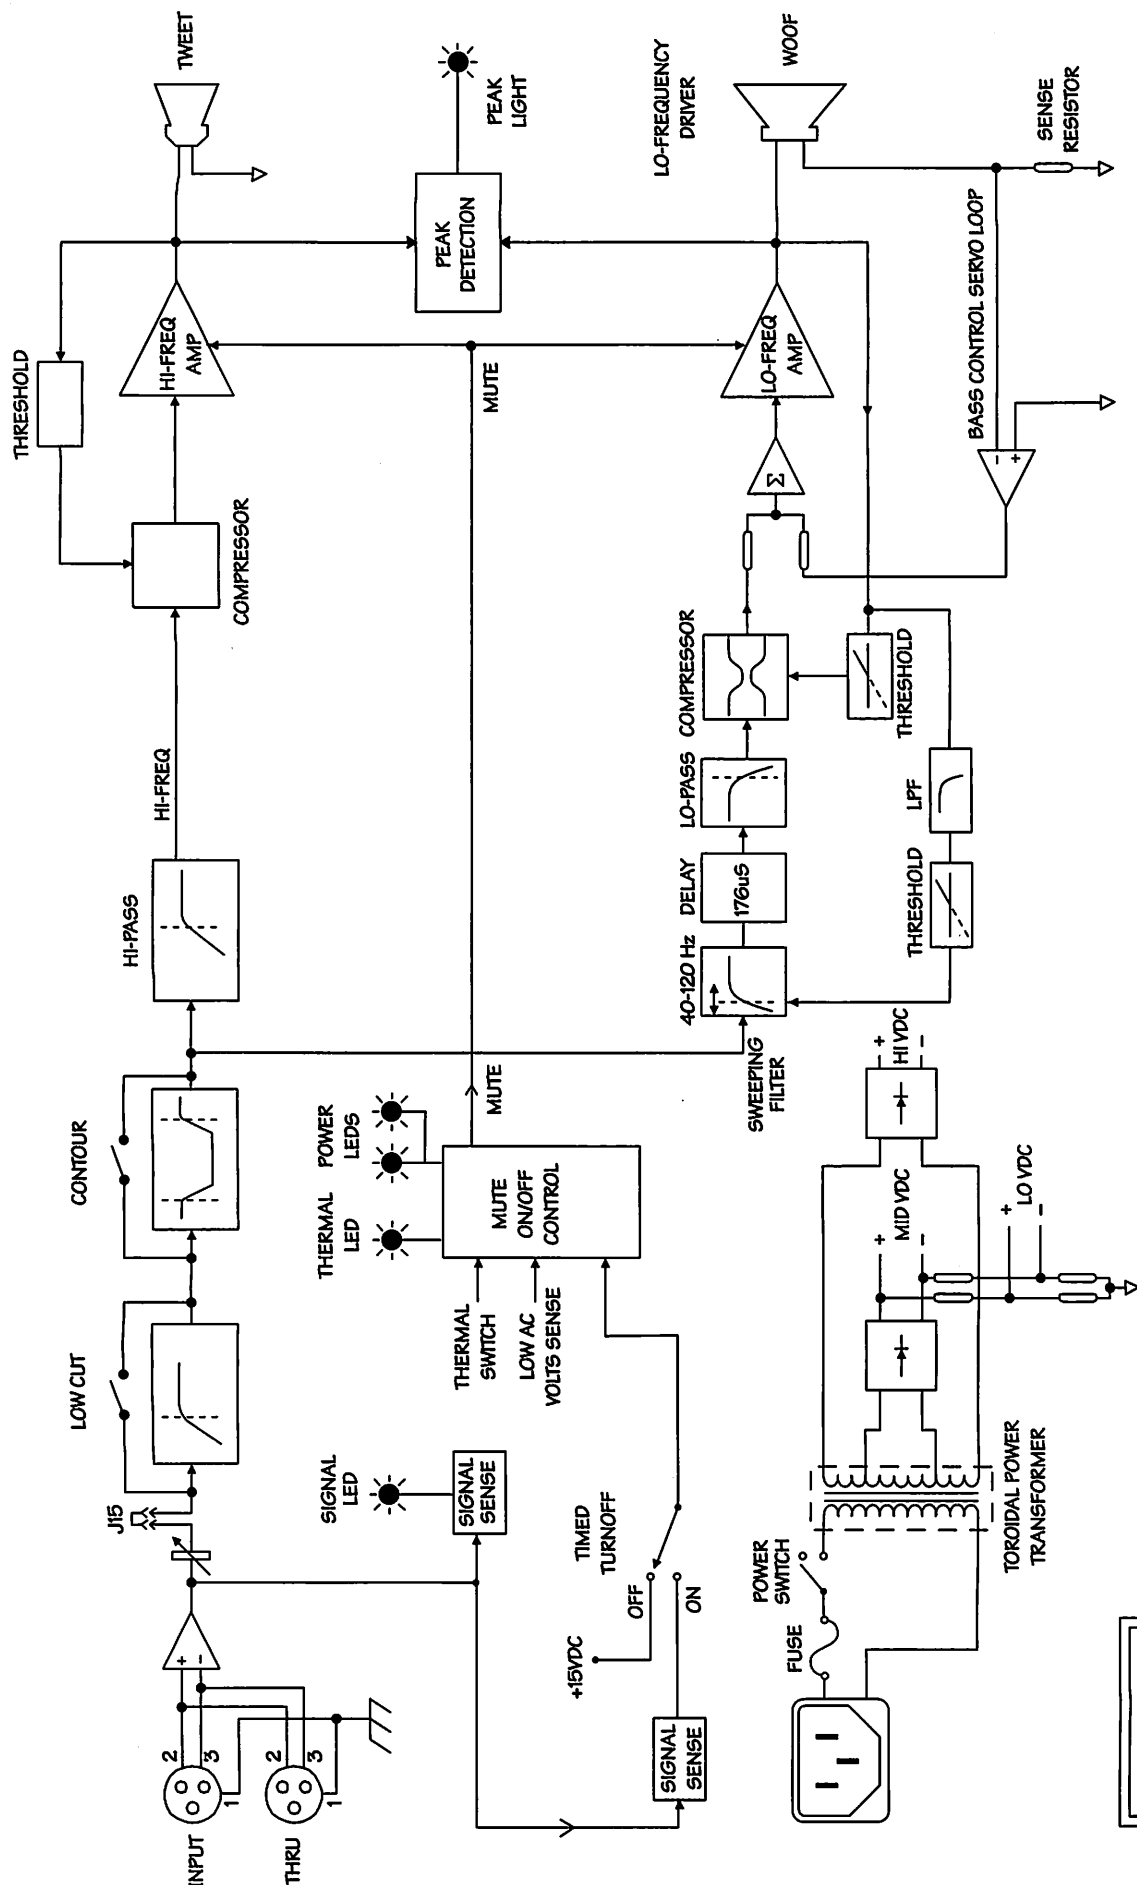 INPUT
2
3
1
THRU
2
3
1
+
-
J15
LOW CUT
CONTOUR
HI-PASS
HI-FREQ
COMPRESSOR
THRESHOLD
HI-FREQ
AMP
TWEET
SIGNAL
LED
SIGNAL
SENSE
THERMAL
LED
POWER
LEDS
THERMAL
SWITCH
LOW AC
VOLTS SENSE
MUTE
ON/OFF
CONTROL
MUTE
MUTE
PEAK
DETECTION
PEAK
LIGHT
SIGNAL
SENSE
+15VDC
OFF
ON
TIMED
TURNOFF
SWEEPING
FILTER
40-120 Hz
DELAY
176uS
LO-PASS
COMPRESSOR
Σ
LO-FREQ
AMP
LO-FREQUENCY
DRIVER
WOOF
THRESHOLD
LPF
THRESHOLD
BASS CONTROL SERVO LOOP
-
+
SENSE
RESISTOR
FUSE
POWER
SWITCH
TOROIDAL POWER
TRANSFORMER
+
MID VDC
-
+
HI VDC
-
+
LO VDC
-